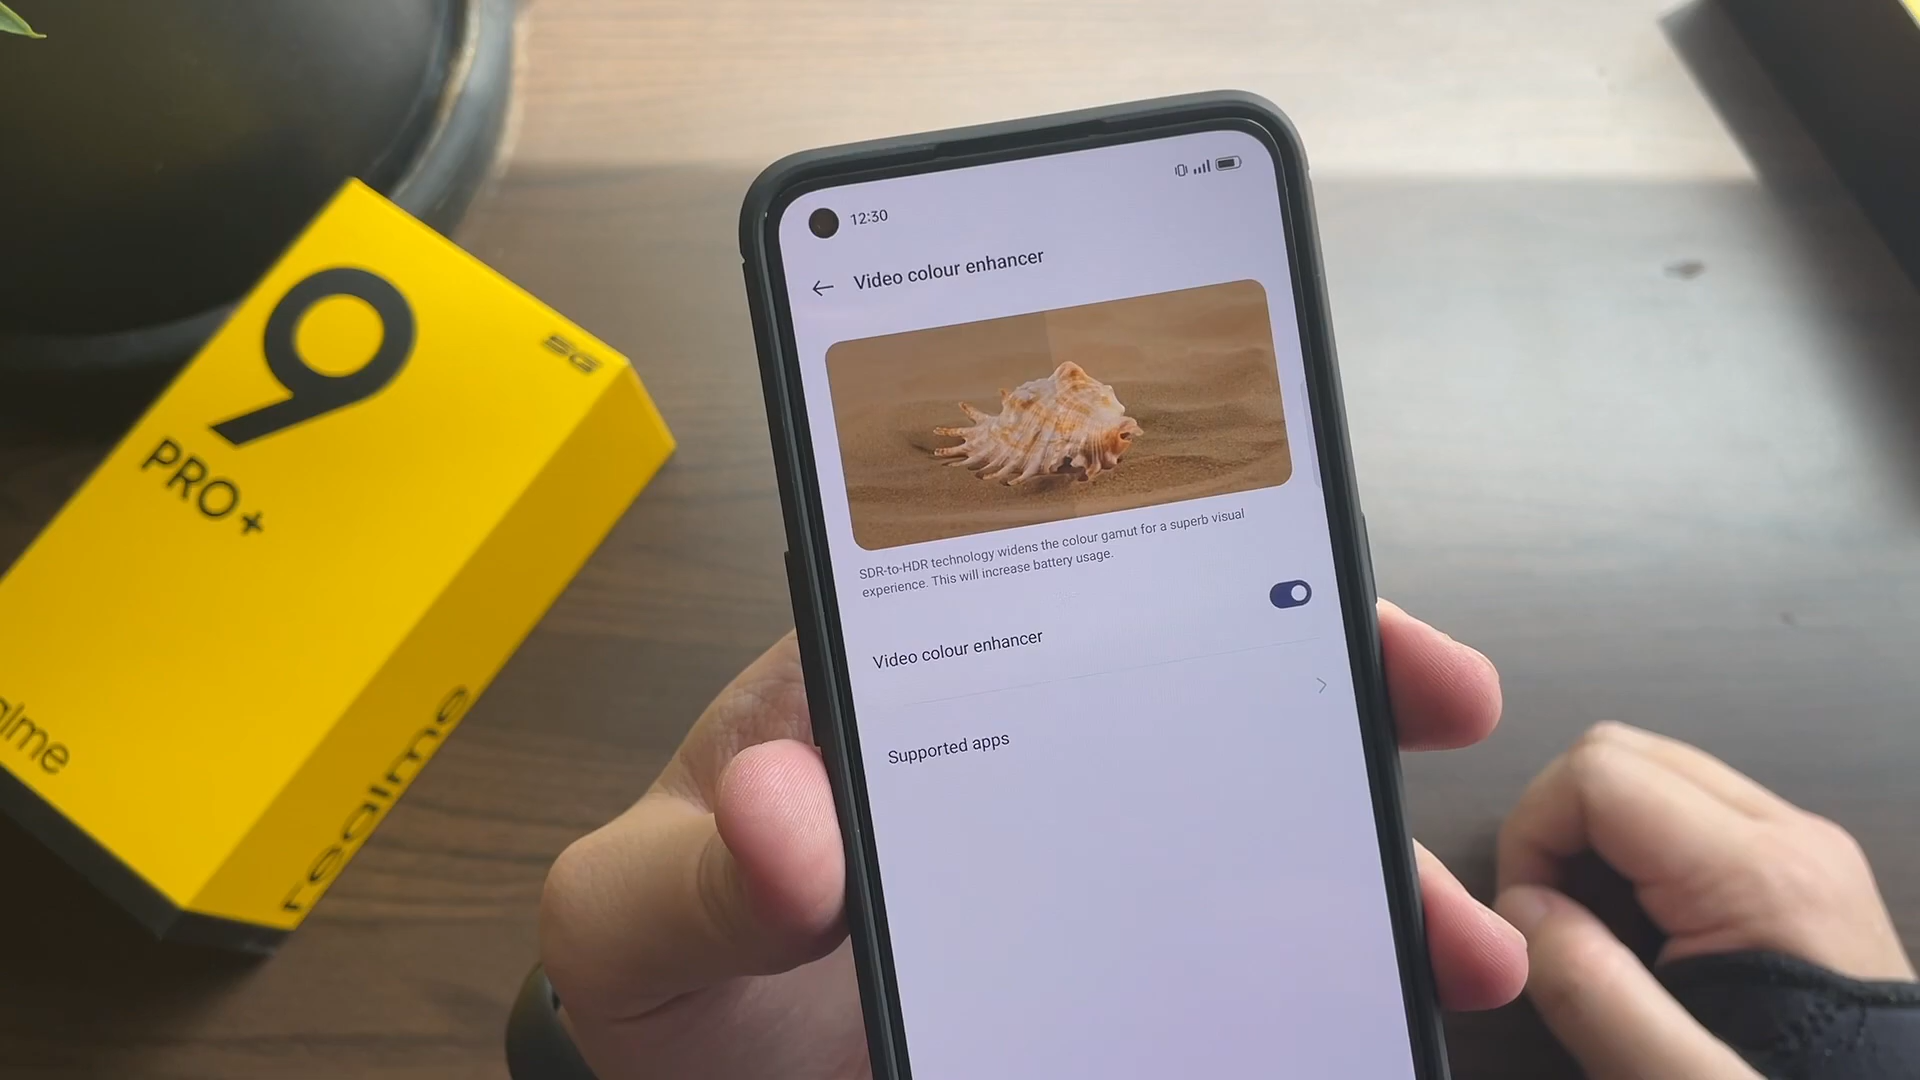 9
5G
PRO+
alme
realme
12:30
Video colour enhancer
SDR-to-HDR technology widens the colour gamut for a superb visual
experience. This will increase battery usage.
Video colour enhancer
Supported apps